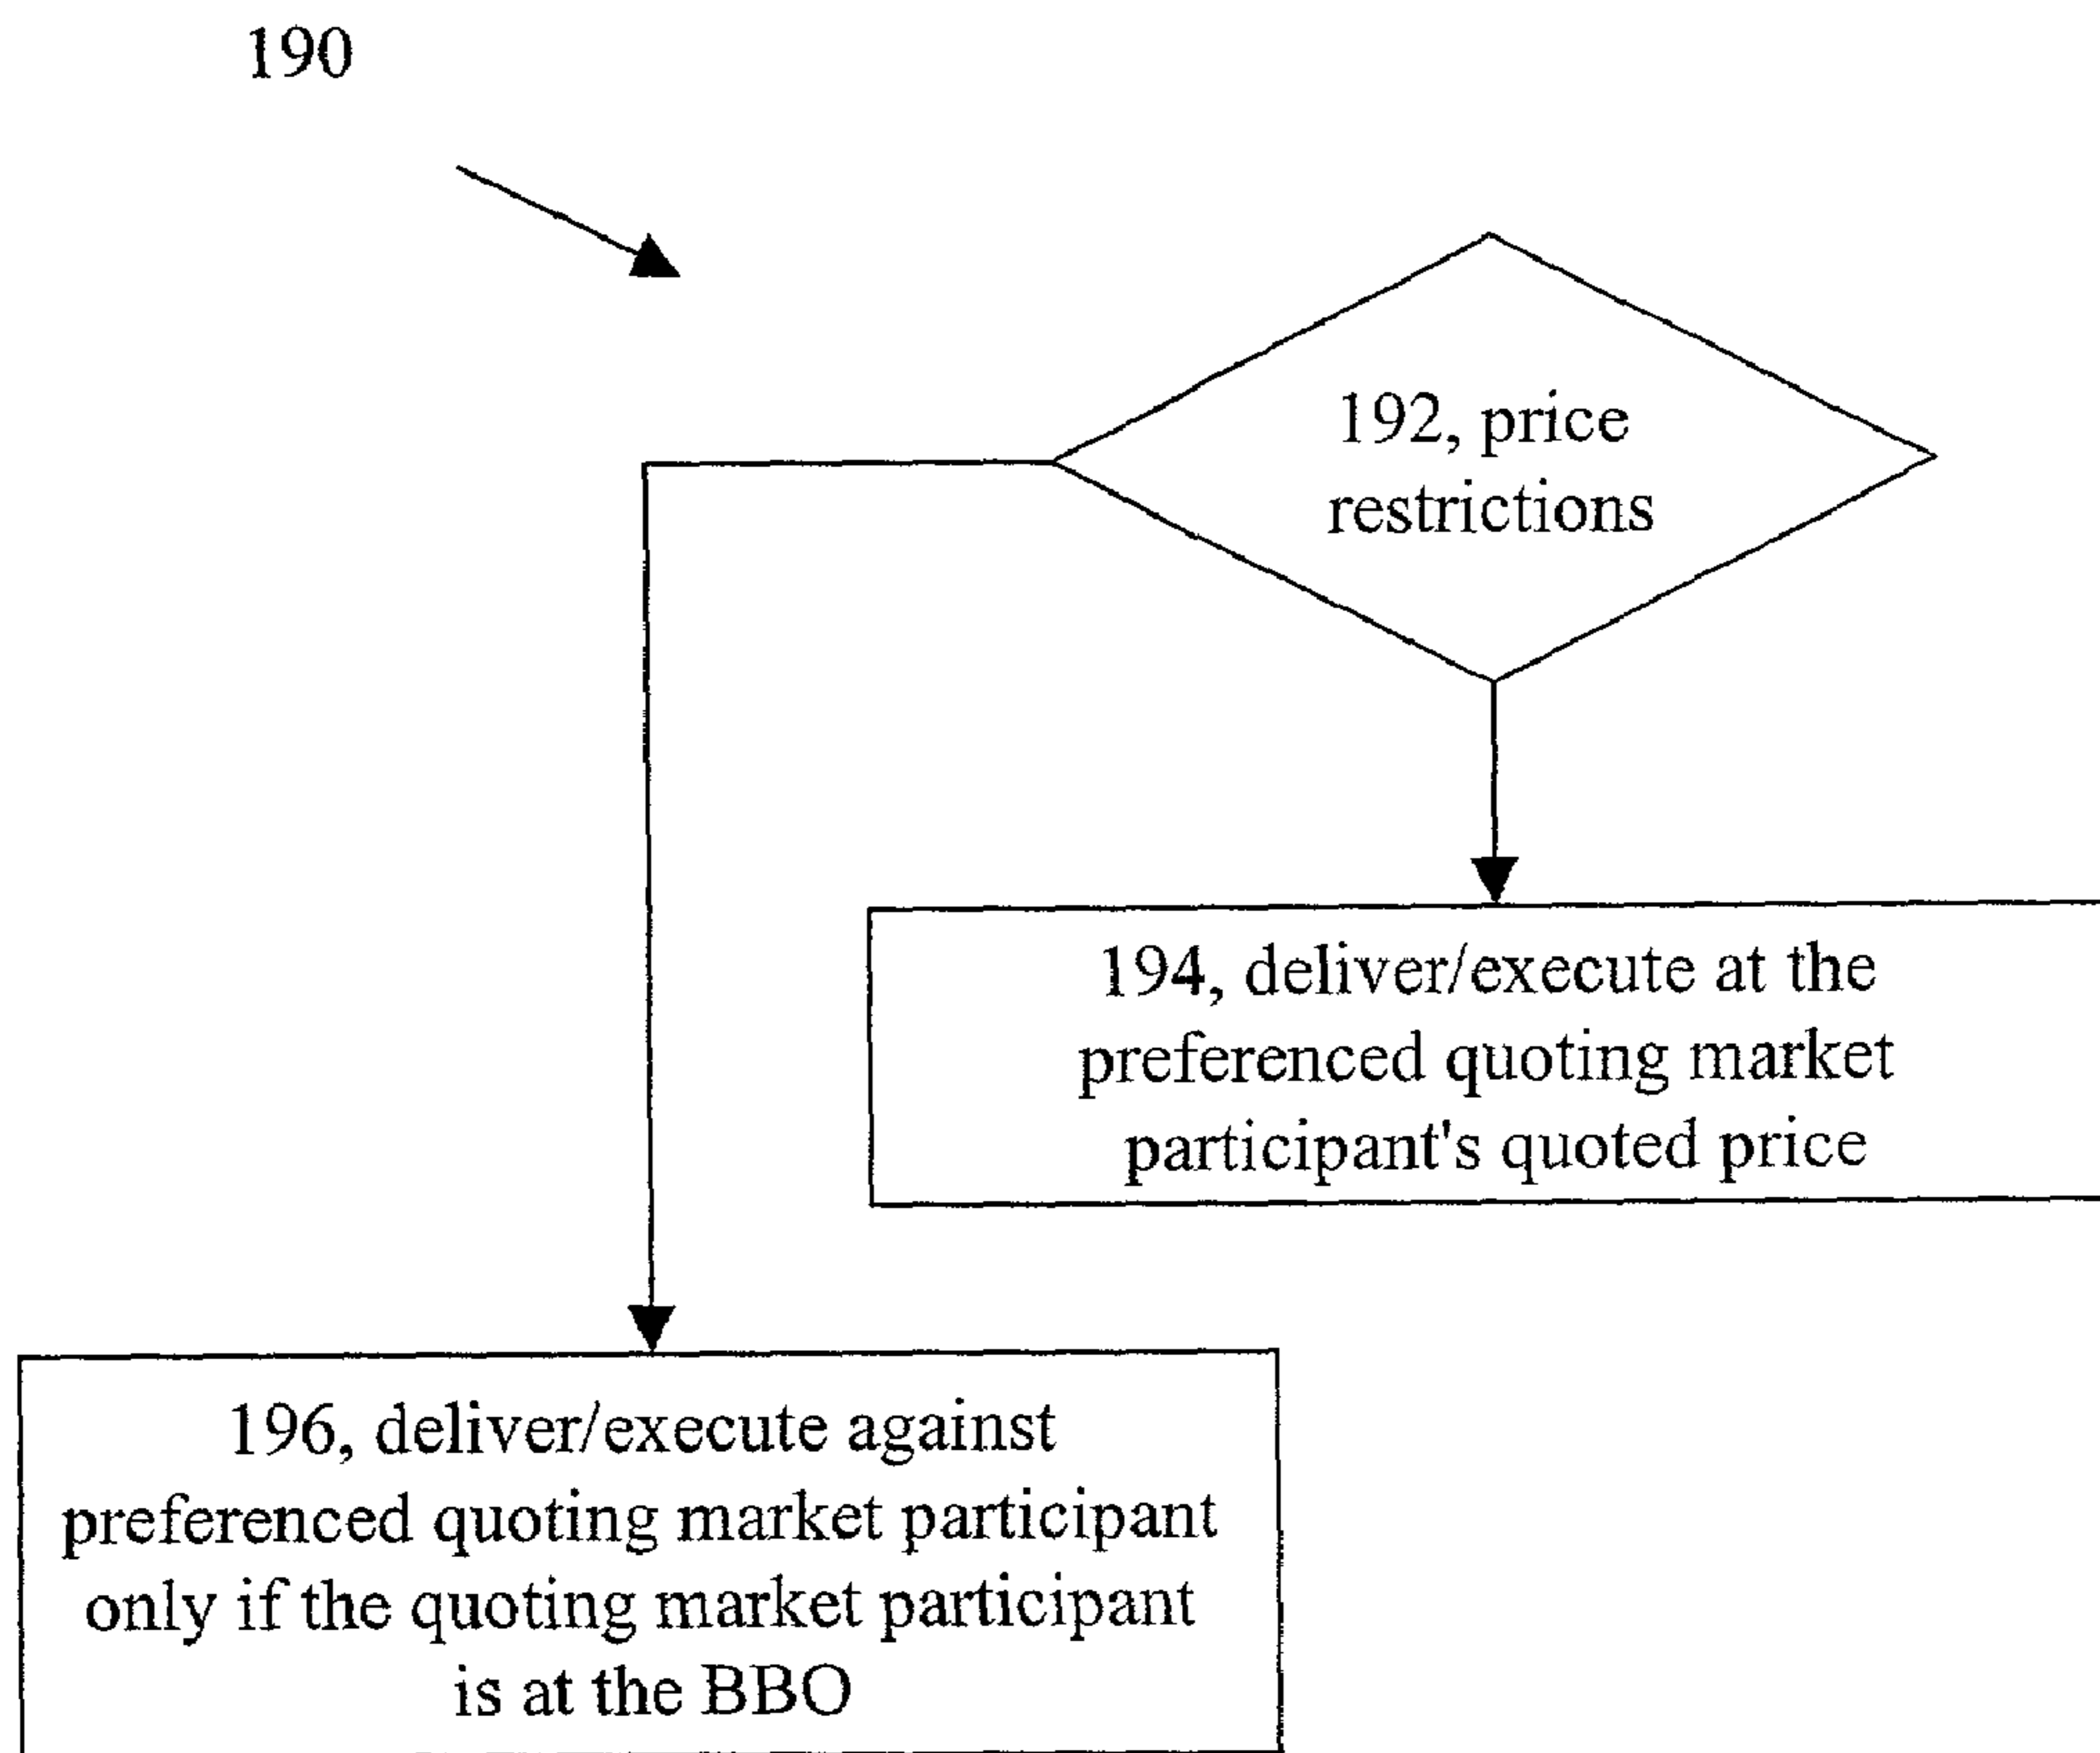 190
192, price
restrictions
194, deliver/execute at the
preferenced quoting market
participant's quoted price
196, deliver/execute against
preferenced quoting market participant
only if the quoting market participant
is at the BBO